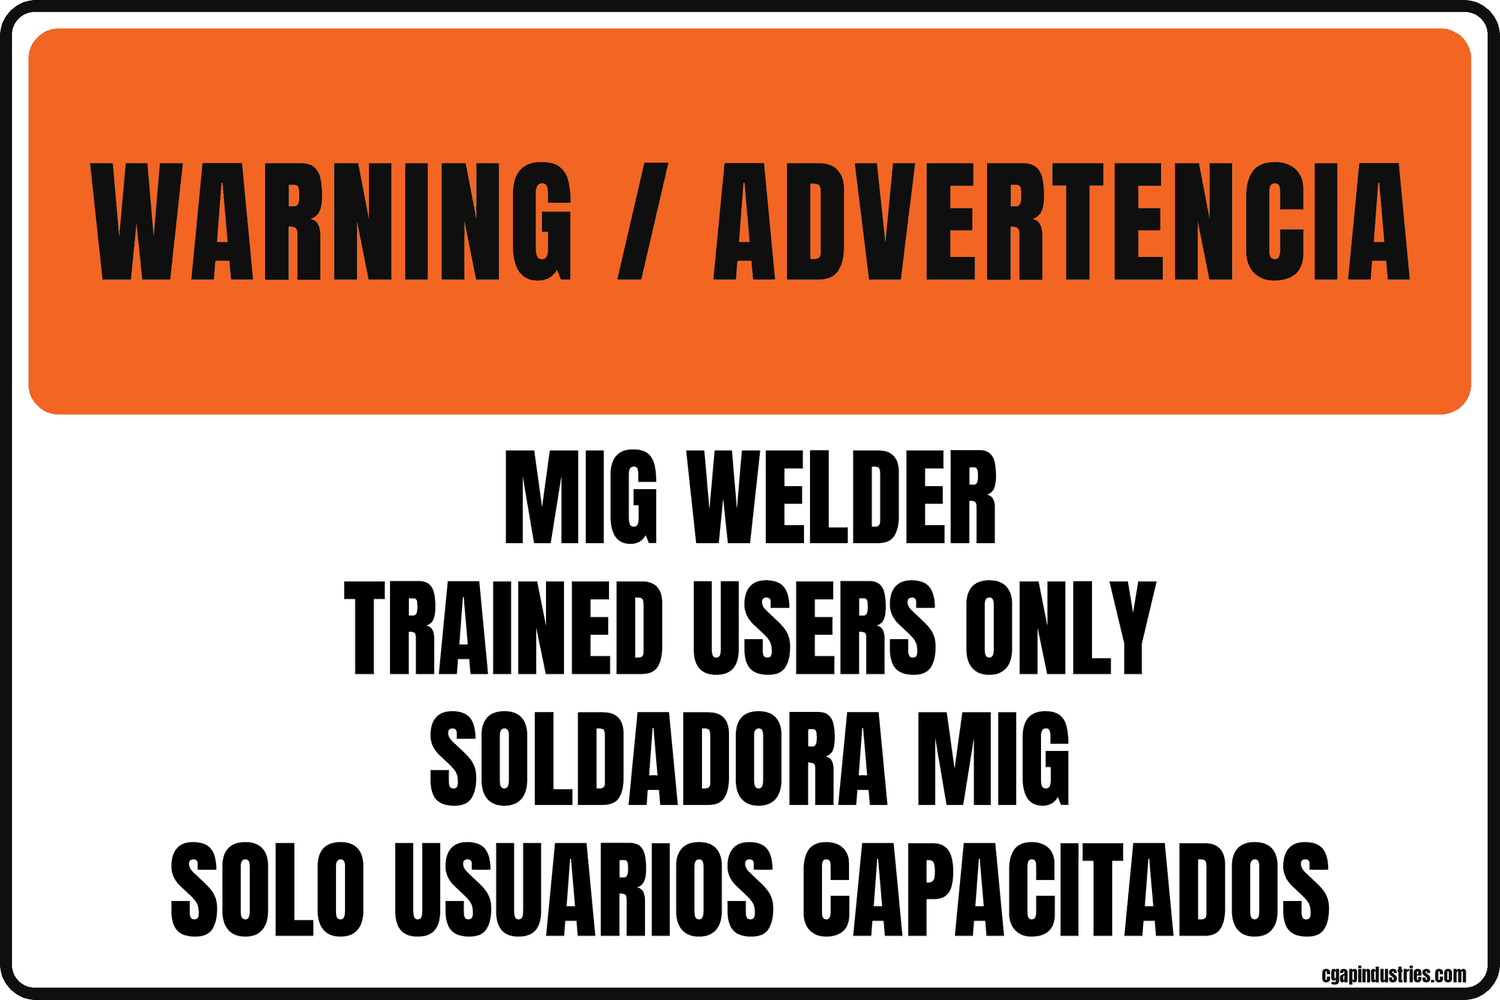 WARNING / ADVERTENCIA
MIG WELDER
TRAINED USERS ONLY
SOLDADORA MIG
SOLO USUARIOS CAPACITADOS
cgapindustries.com